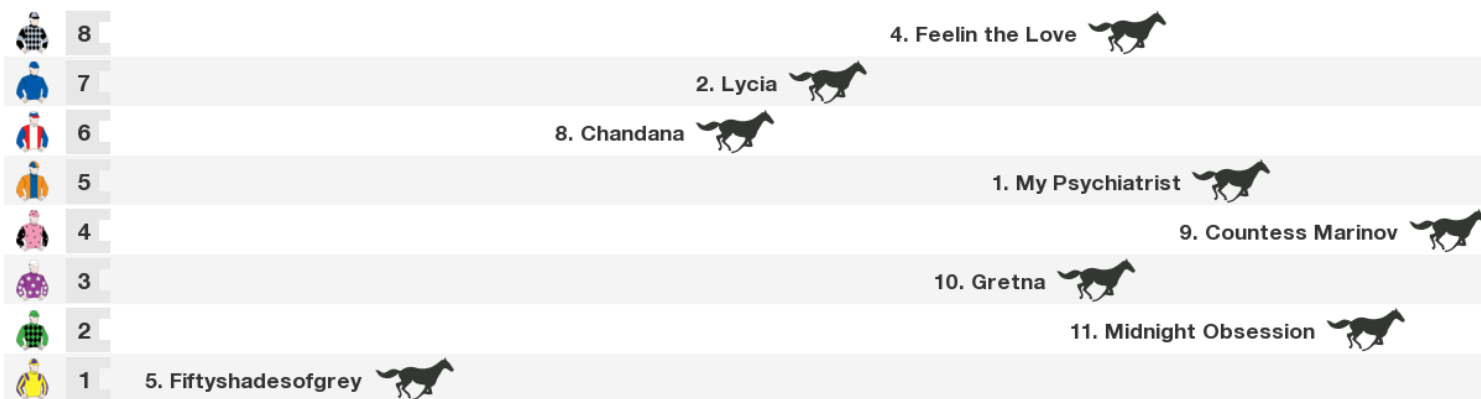 8 4. Feelin the Love
7 2. Lycia
6 8. Chandana
5 1. My Psychiatrist
4 9. Countess Marinov
3 10. Gretna
2 11. Midnight Obsession
1 5. Fiftyshadesofgrey